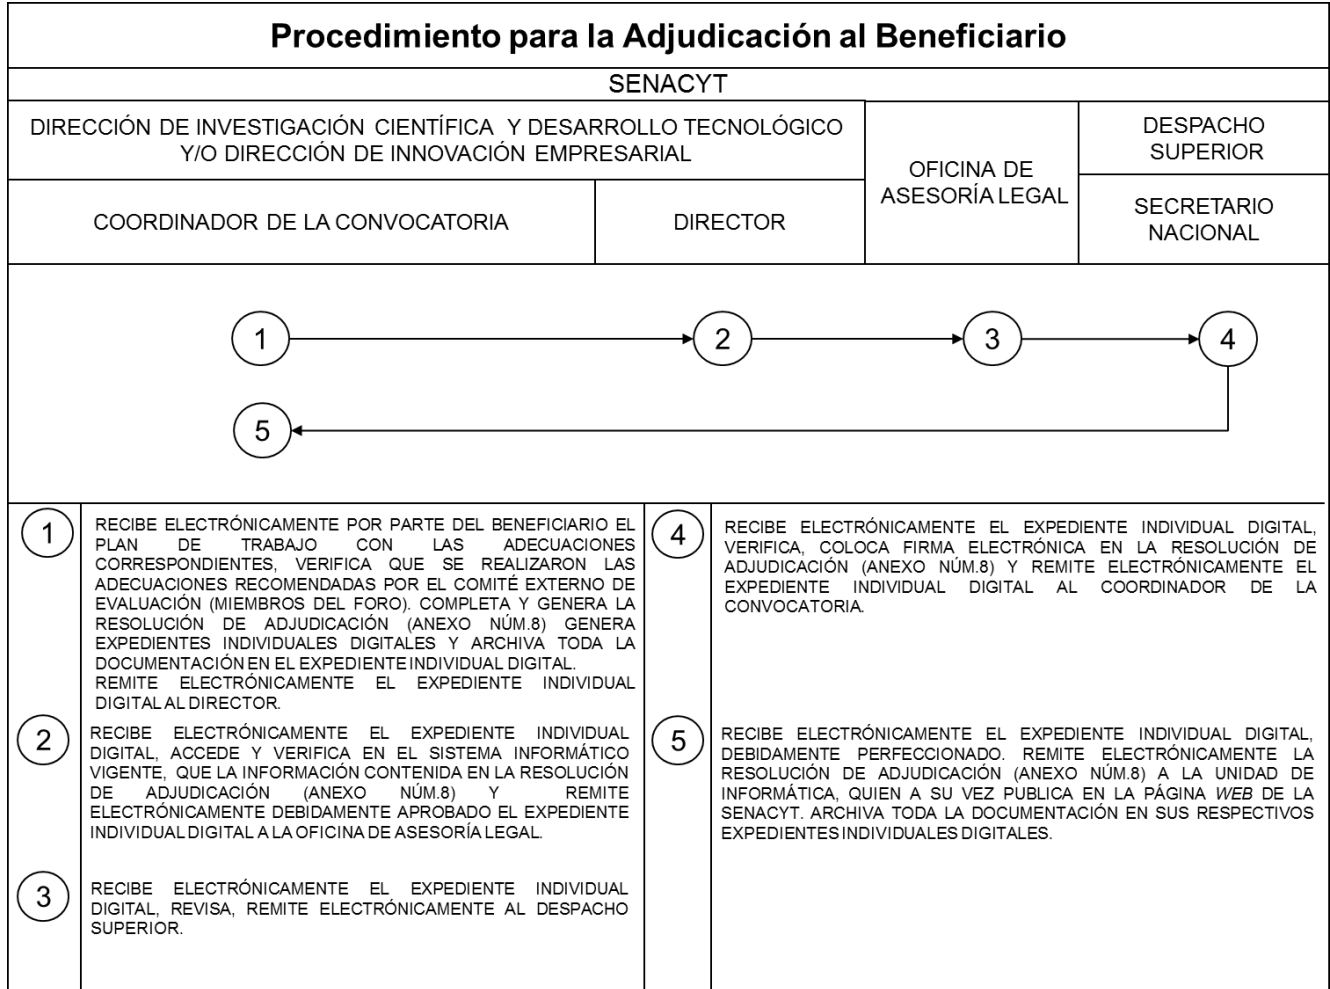 Procedimiento para la Adjudicación al Beneficiario
SENACYT
DIRECCIÓN DE INVESTIGACIÓN CIENTÍFICA Y DESARROLLO TECNOLÓGICO
Y/O DIRECCIÓN DE INNOVACIÓN EMPRESARIAL
OFICINA DE
ASESORÍA LEGAL
DESPACHO
SUPERIOR
COORDINADOR DE LA CONVOCATORIA
DIRECTOR
SECRETARIO
NACIONAL
1
2
3
4
5
1
RECIBE ELECTRÓNICAMENTE POR PARTE DEL BENEFICIARIO EL
PLAN DE TRABAJO CON LAS ADECUACIONES
CORRESPONDIENTES, VERIFICA QUE SE REALIZARON LAS
ADECUACIONES RECOMENDADAS POR EL COMITÉ EXTERNO DE
EVALUACIÓN (MIEMBROS DEL FORO). COMPLETA Y GENERA LA
RESOLUCIÓN DE ADJUDICACIÓN (ANEXO NÚM.8) GENERA
EXPEDIENTES INDIVIDUALES DIGITALES Y ARCHIVA TODA LA
DOCUMENTACIÓN EN EL EXPEDIENTE INDIVIDUAL DIGITAL.
REMITE ELECTRÓNICAMENTE EL EXPEDIENTE INDIVIDUAL
DIGITAL AL DIRECTOR.
2
RECIBE ELECTRÓNICAMENTE EL EXPEDIENTE INDIVIDUAL
DIGITAL, ACCEDE Y VERIFICA EN EL SISTEMA INFORMÁTICO
VIGENTE, QUE LA INFORMACIÓN CONTENIDA EN LA RESOLUCIÓN
DE ADJUDICACIÓN (ANEXO NÚM.8) Y REMITE
ELECTRÓNICAMENTE DEBIDAMENTE APROBADO EL EXPEDIENTE
INDIVIDUAL DIGITAL A LA OFICINA DE ASESORÍA LEGAL.
3
RECIBE ELECTRÓNICAMENTE EL EXPEDIENTE INDIVIDUAL
DIGITAL, REVISA, REMITE ELECTRÓNICAMENTE AL DESPACHO
SUPERIOR.
4
RECIBE ELECTRÓNICAMENTE EL EXPEDIENTE INDIVIDUAL DIGITAL,
VERIFICA, COLOCA FIRMA ELECTRÓNICA EN LA RESOLUCIÓN DE
ADJUDICACIÓN (ANEXO NÚM.8) Y REMITE ELECTRÓNICAMENTE EL
EXPEDIENTE INDIVIDUAL DIGITAL AL COORDINADOR DE LA
CONVOCATORIA.
5
RECIBE ELECTRÓNICAMENTE EL EXPEDIENTE INDIVIDUAL DIGITAL,
DEBIDAMENTE PERFECCIONADO. REMITE ELECTRÓNICAMENTE LA
RESOLUCIÓN DE ADJUDICACIÓN (ANEXO NÚM.8) A LA UNIDAD DE
INFORMÁTICA, QUIEN A SU VEZ PUBLICA EN LA PÁGINA WEB DE LA
SENACYT. ARCHIVA TODA LA DOCUMENTACIÓN EN SUS RESPECTIVOS
EXPEDIENTES INDIVIDUALES DIGITALES.